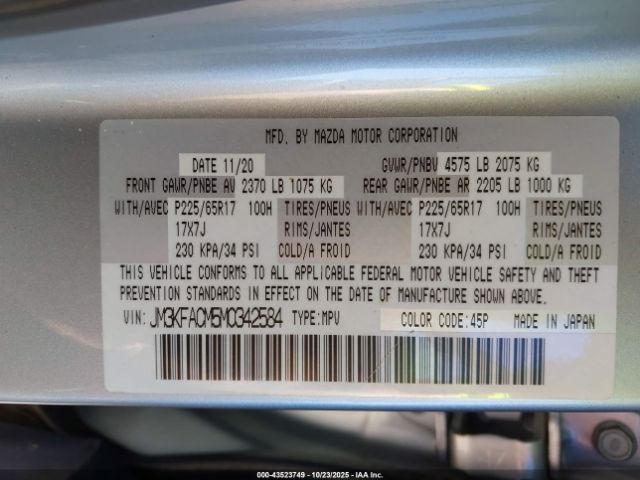 MFD. BY MAZDA MOTOR CORPORATION
DATE 11/20 GVWR/PNBV 4575 LB 2075 KG
FRONT GAWR/PNBE AV 2370 LB 1075 KG REAR GAWR/PNBE AR 2205 LB 1000 KG
WITH/AVEC P225/65R17 100H TIRES/PNEUS WITH/AVEC P225/65R17 100H TIRES/PNEUS
17X7J RIMS/JANTES 17X7J RIMS/JANTES
230 KPA/34 PSI COLD/A FROID 230 KPA/34 PSI COLD/A FROID
THIS VEHICLE CONFORMS TO ALL APPLICABLE FEDERAL MOTOR VEHICLE SAFETY AND THEFT
PREVENTION STANDARDS IN EFFECT ON THE DATE OF MANUFACTURE SHOWN ABOVE.
VIN: JM3KFACM5M0342584 TYPE:MPV COLOR CODE:45P MADE IN JAPAN
000-43523749 - 10/23/2025 - IAA Inc.